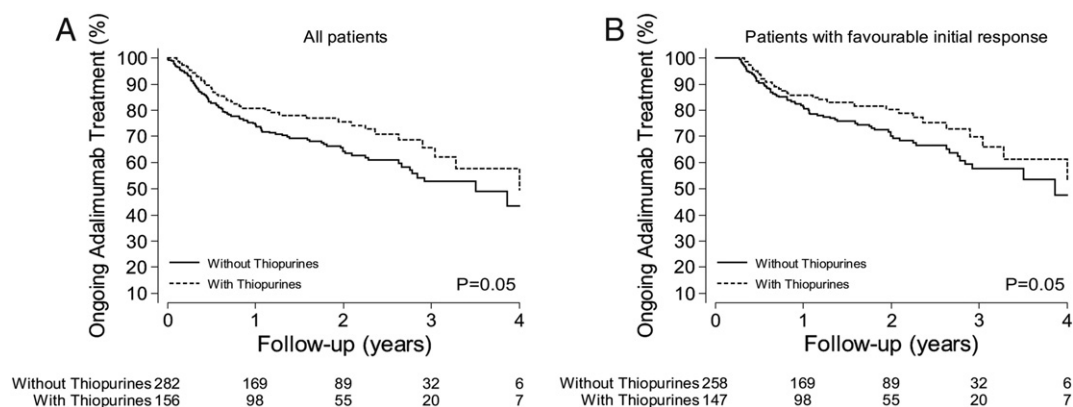 A
All patients
Ongoing Adalimumab Treatment (%)
100
90
80
70
60
50
40
30
20
10
Without Thiopurines
With Thiopurines
P=0.05
0 1 2 3 4
Follow-up (years)
Without Thiopurines 282 169 89 32 6
With Thiopurines 156 98 55 20 7
B
Patients with favourable initial response
Ongoing Adalimumab Treatment (%)
100
90
80
70
60
50
40
30
20
10
Without Thiopurines
With Thiopurines
P=0.05
0 1 2 3 4
Follow-up (years)
Without Thiopurines 258 169 89 32 6
With Thiopurines 147 98 55 20 7